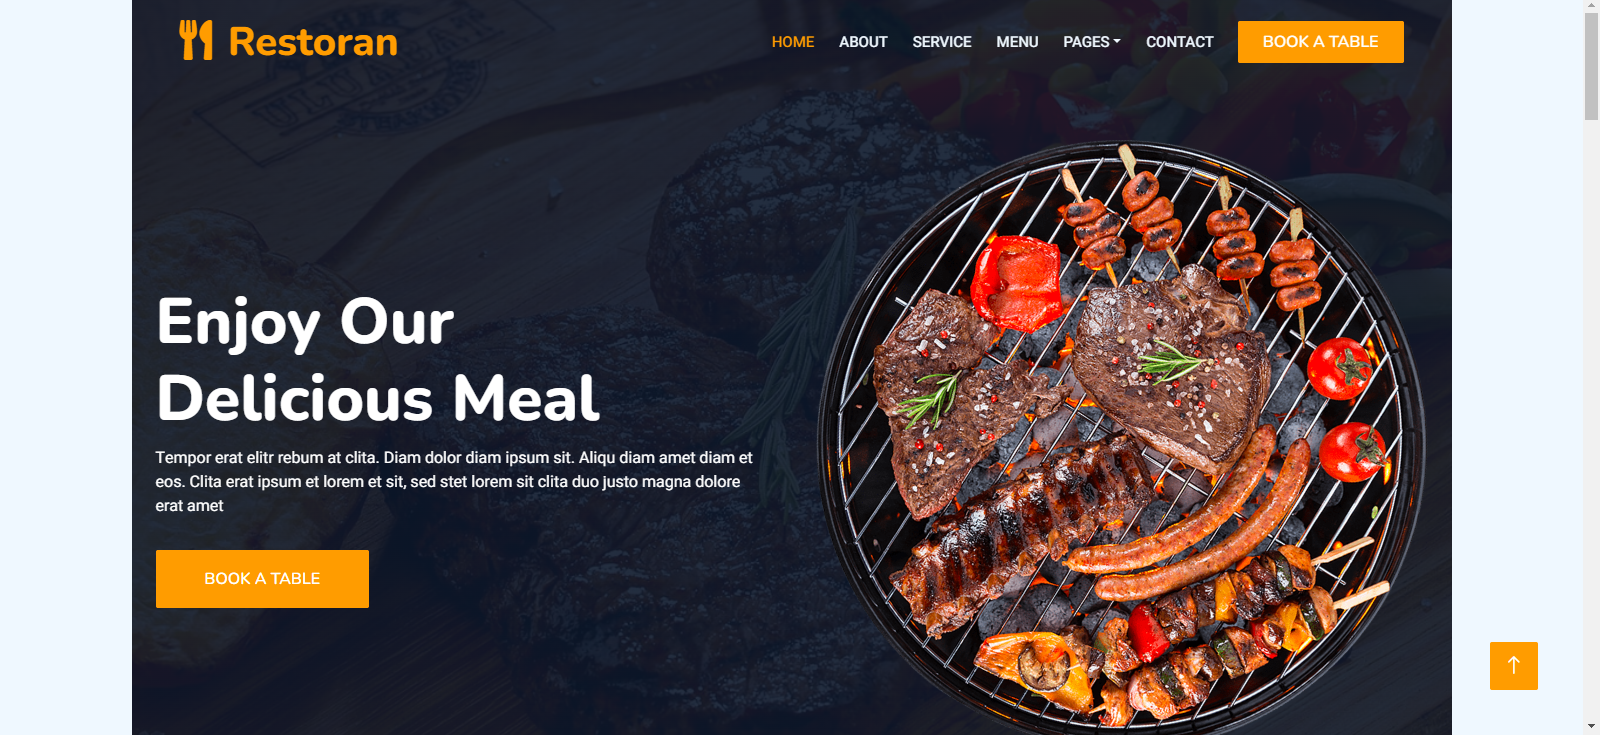 Restoran
HOME ABOUT SERVICE MENU PAGES CONTACT BOOK A TABLE
Enjoy Our
Delicious Meal
Tempor erat elitr rebum at clita. Diam dolor diam ipsum sit. Aliqu diam amet diam et
eos. Clita erat ipsum et lorem et sit, sed stet lorem sit clita duo justo magna dolore
erat amet
BOOK A TABLE